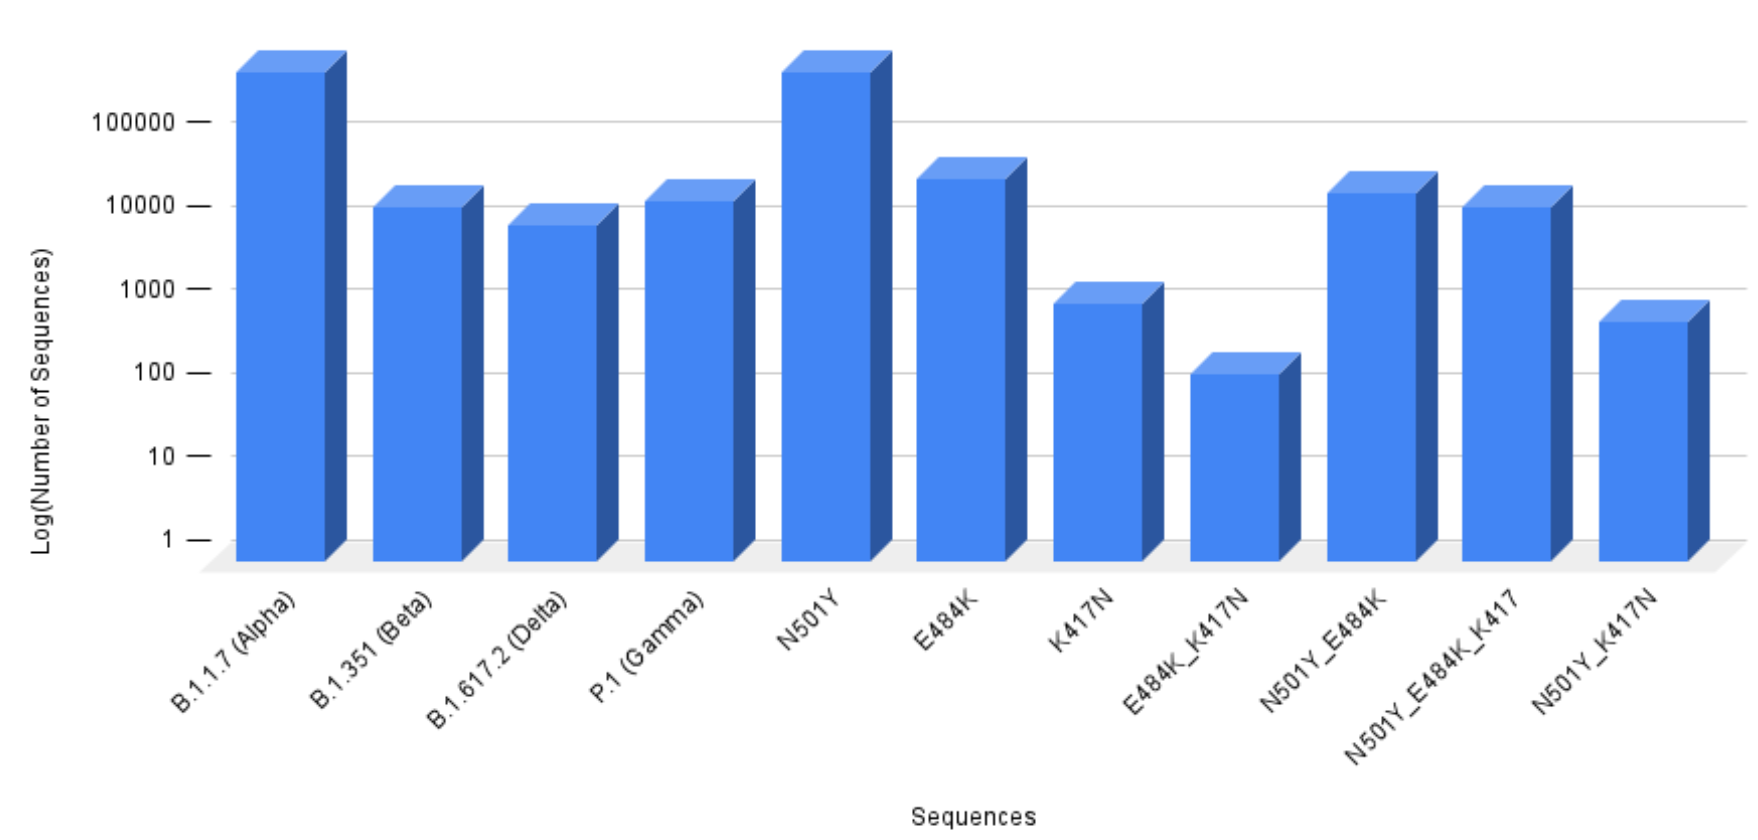 Log(Number of Sequences)
100000
10000
1000
100
10
1
B.1.1.7 (Alpha)
B.1.351 (Beta)
B.1.617.2 (Delta)
P.1 (Gamma)
N501Y
E484K
K417N
E484K_K417N
N501Y_E484K
N501Y_E484K_K417
N501Y_K417N
Sequences